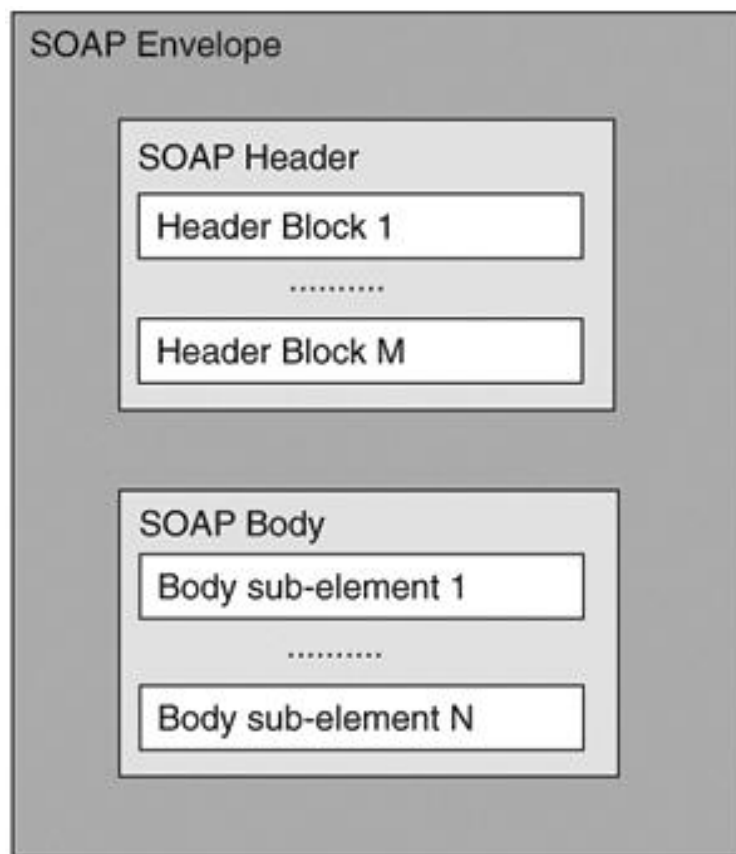 SOAP Envelope
SOAP Header
Header Block 1
..........
Header Block M
SOAP Body
Body sub-element 1
..........
Body sub-element N